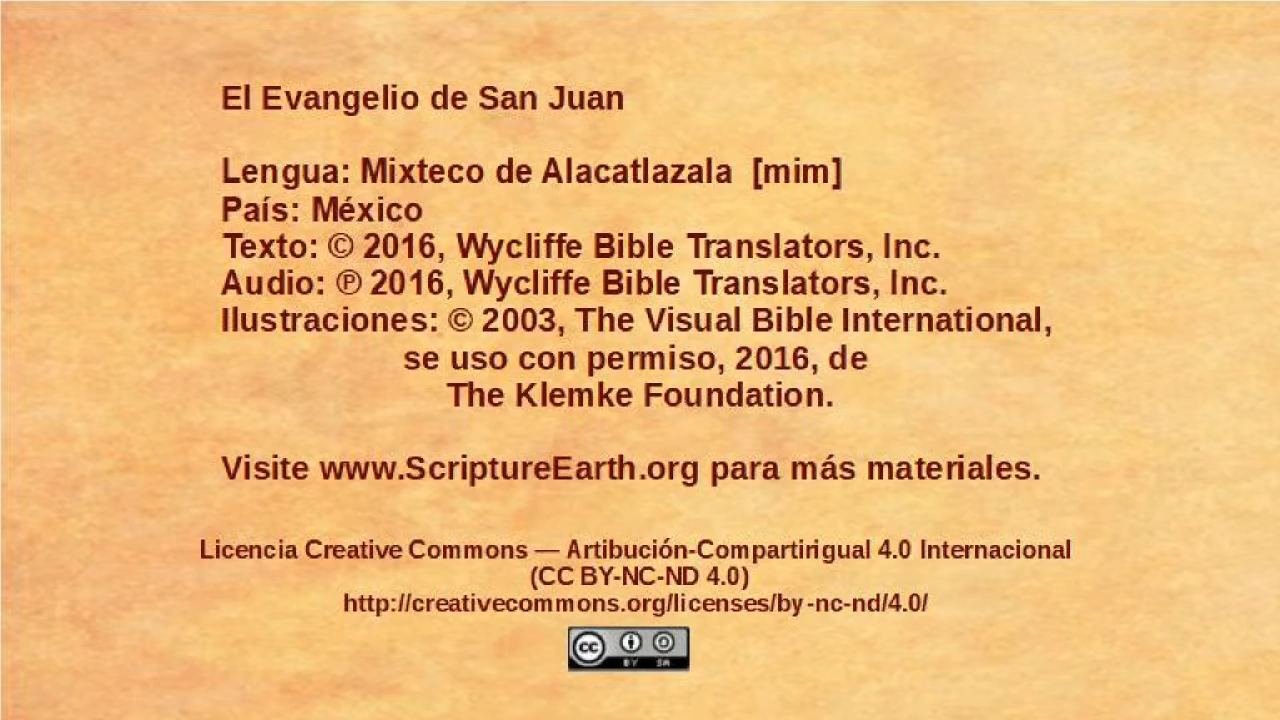 El Evangelio de San Juan
Lengua: Mixteco de Alacatlazala [mim]
País: México
Texto: © 2016, Wycliffe Bible Translators, Inc.
Audio: ℗ 2016, Wycliffe Bible Translators, Inc.
Ilustraciones: © 2003, The Visual Bible International,
se uso con permiso, 2016, de
The Klemke Foundation.
Visite www.ScriptureEarth.org para más materiales.
Licencia Creative Commons — Artibución-Compartirigual 4.0 Internacional
(CC BY-NC-ND 4.0)
http://creativecommons.org/licenses/by-nc-nd/4.0/
cc
BY SA